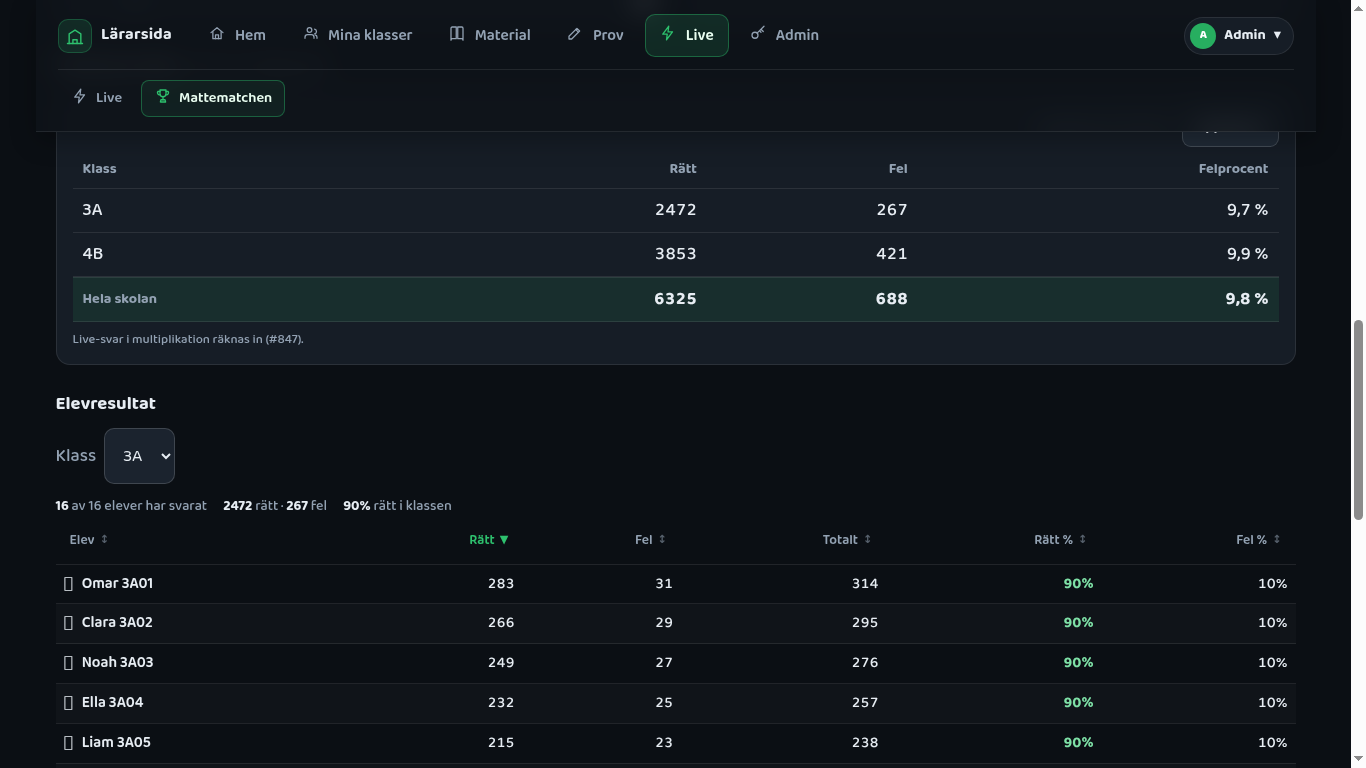 Lärarsida Hem Mina klasser Material Prov Live Admin A Admin ▼
Live Mattematchen
Klass Rätt Fel Felprocent
3A 2472 267 9,7 %
4B 3853 421 9,9 %
Hela skolan 6325 688 9,8 %
Live-svar i multiplikation räknas in (#847).
Elevresultat
Klass 3A
16 av 16 elever har svarat 2472 rätt · 267 fel 90% rätt i klassen
Elev ↕ Rätt ▼ Fel ↕ Totalt ↕ Rätt % ↕ Fel % ↕
Omar 3A01 283 31 314 90% 10%
Clara 3A02 266 29 295 90% 10%
Noah 3A03 249 27 276 90% 10%
Ella 3A04 232 25 257 90% 10%
Liam 3A05 215 23 238 90% 10%